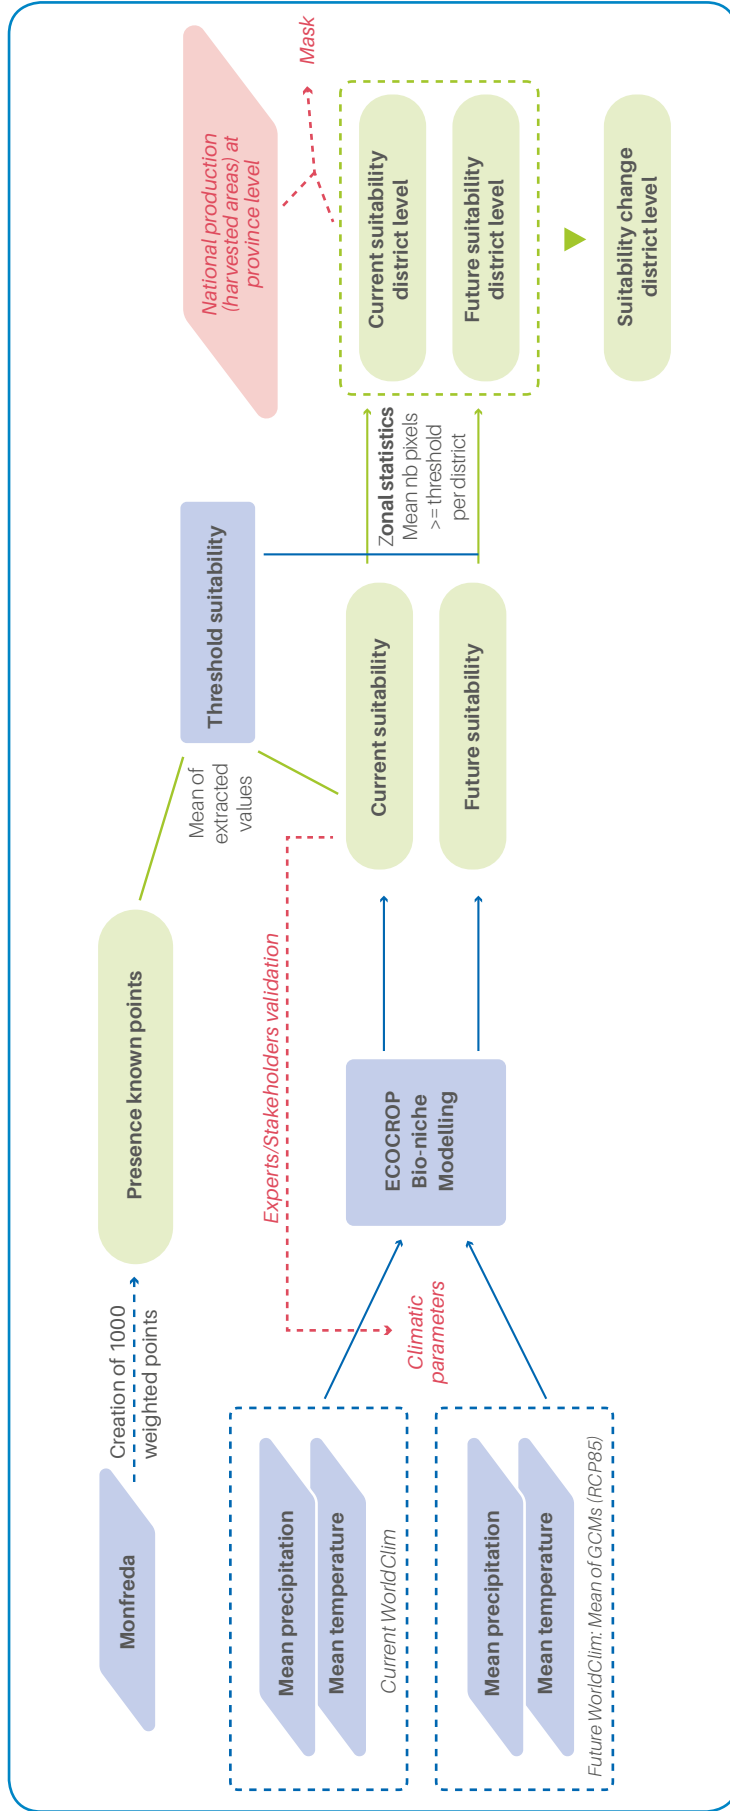 Monfreda
Creation of 1000
weighted points
Presence known points
Mean of
extracted
values
Threshold suitability
National production
(harvested areas) at
province level
Mask
Mean precipitation
Mean temperature
Current WorldClim
Mean precipitation
Mean temperature
Future WorldClim: Mean of GCMs (RCP85)
Experts/Stakeholders validation
Climatic
parameters
ECOCROP
Bio-niche
Modelling
Current suitability
Future suitability
Zonal statistics
Mean nb pixels
>= threshold
per district
Current suitability
district level
Future suitability
district level
Suitability change
district level